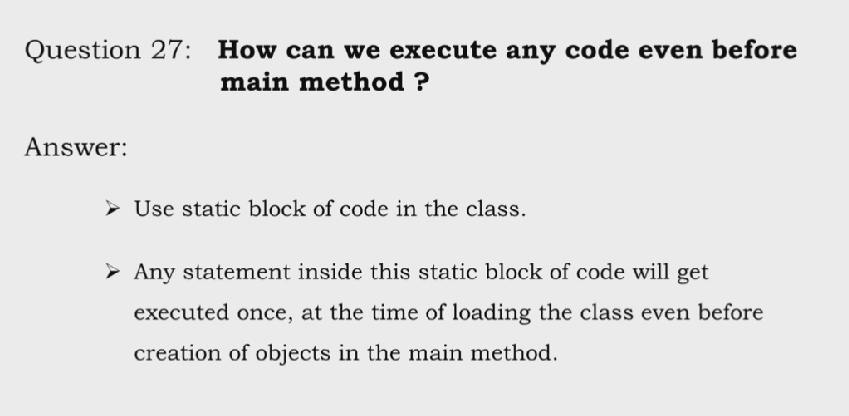 Question 27: How can we execute any code even before
main method ?
Answer:
➢ Use static block of code in the class.
➢ Any statement inside this static block of code will get
executed once, at the time of loading the class even before
creation of objects in the main method.